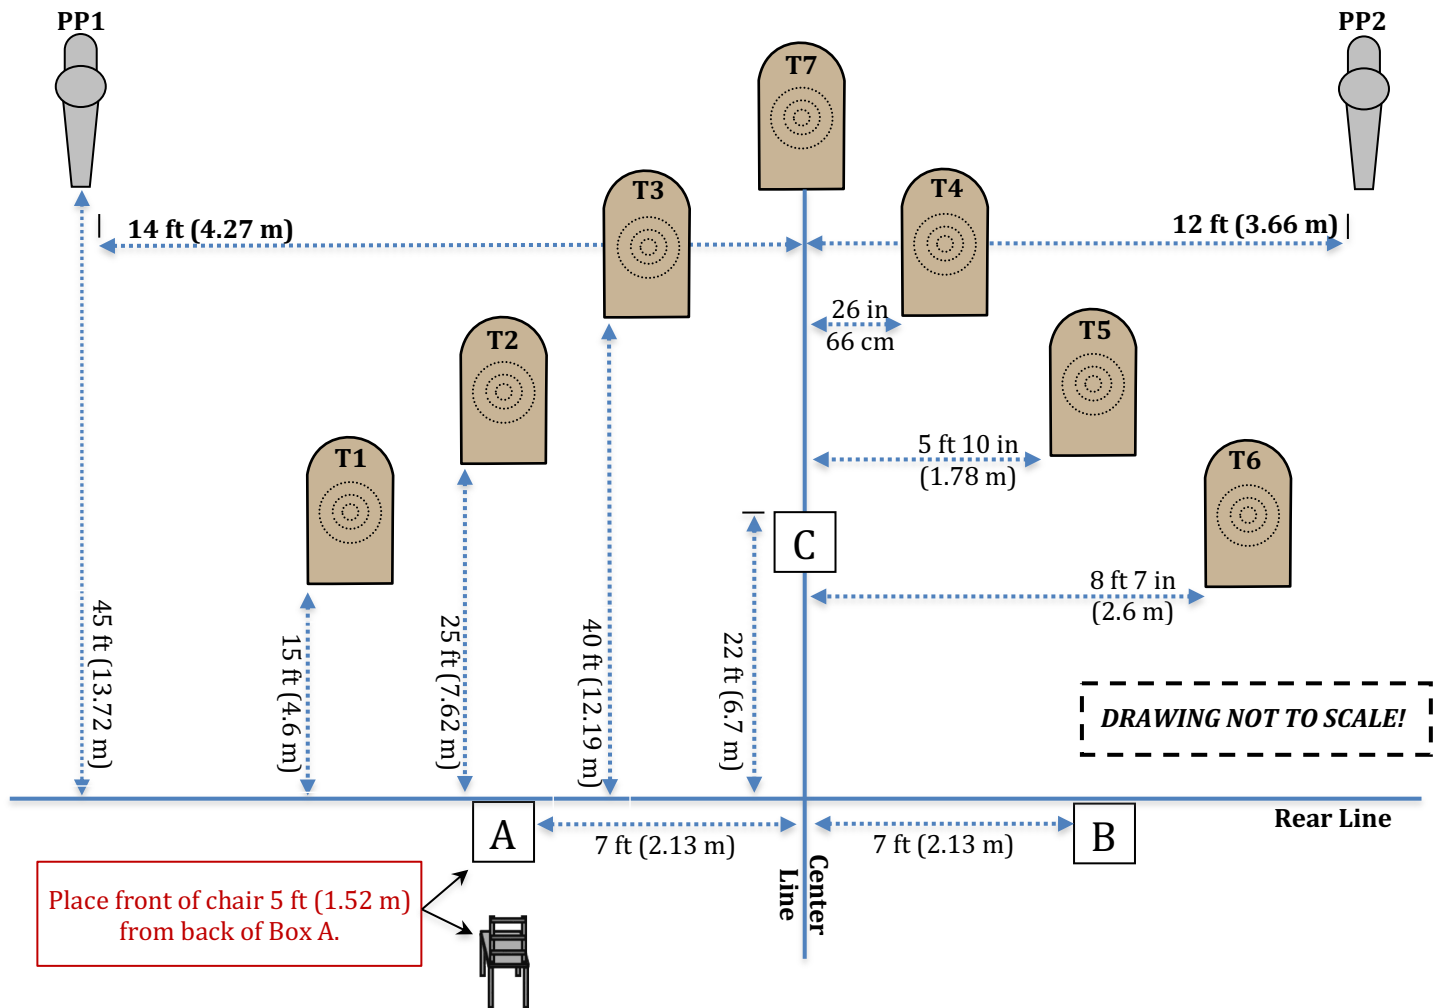 PP1
PP2
T7
T3
T4
14 ft (4.27 m)
12 ft (3.66 m)
26 in
66 cm
T2
T5
5 ft 10 in
(1.78 m)
T1
T6
C
8 ft 7 in
(2.6 m)
45 ft (13.72 m)
15 ft (4.6 m)
25 ft (7.62 m)
40 ft (12.19 m)
22 ft (6.7 m)
DRAWING NOT TO SCALE!
A
7 ft (2.13 m)
7 ft (2.13 m)
B
Rear Line
Center
Line
Place front of chair 5 ft (1.52 m)
from back of Box A.